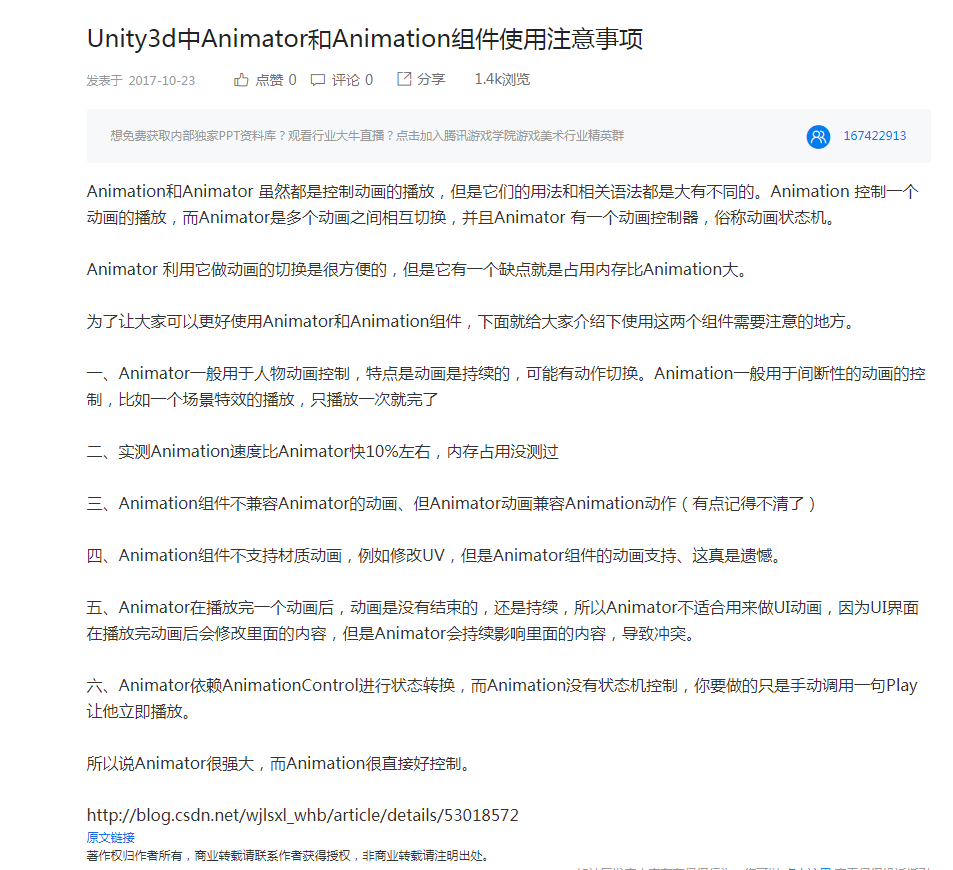 Unity3d中Animator和Animation组件使用注意事项
发表于 2017-10-23 点赞 0 评论 0 分享 1.4k浏览
想免费获取内部独家PPT资料库？观看行业大牛直播？点击加入腾讯游戏学院游戏美术行业精英群 167422913
Animation和Animator 虽然都是控制动画的播放，但是它们的用法和相关语法都是大有不同的。Animation 控制一个
动画的播放，而Animator是多个动画之间相互切换，并且Animator 有一个动画控制器，俗称动画状态机。
Animator 利用它做动画的切换是很方便的，但是它有一个缺点就是占用内存比Animation大。
为了让大家可以更好使用Animator和Animation组件，下面就给大家介绍下使用这两个组件需要注意的地方。
一、Animator一般用于人物动画控制，特点是动画是持续的，可能有动作切换。Animation一般用于间断性的动画的控
制，比如一个场景特效的播放，只播放一次就完了
二、实测Animation速度比Animator快10%左右，内存占用没测过
三、Animation组件不兼容Animator的动画、但Animator动画兼容Animation动作（有点记得不清了）
四、Animation组件不支持材质动画，例如修改UV，但是Animator组件的动画支持、这真是遗憾。
五、Animator在播放完一个动画后，动画是没有结束的，还是持续，所以Animator不适合用来做UI动画，因为UI界面
在播放完动画后会修改里面的内容，但是Animator会持续影响里面的内容，导致冲突。
六、Animator依赖AnimationControl进行状态转换，而Animation没有状态机控制，你要做的只是手动调用一句Play
让他立即播放。
所以说Animator很强大，而Animation很直接好控制。
http://blog.csdn.net/wjlsxl_whb/article/details/53018572
原文链接
著作权归作者所有，商业转载请联系作者获得授权，非商业转载请注明出处。